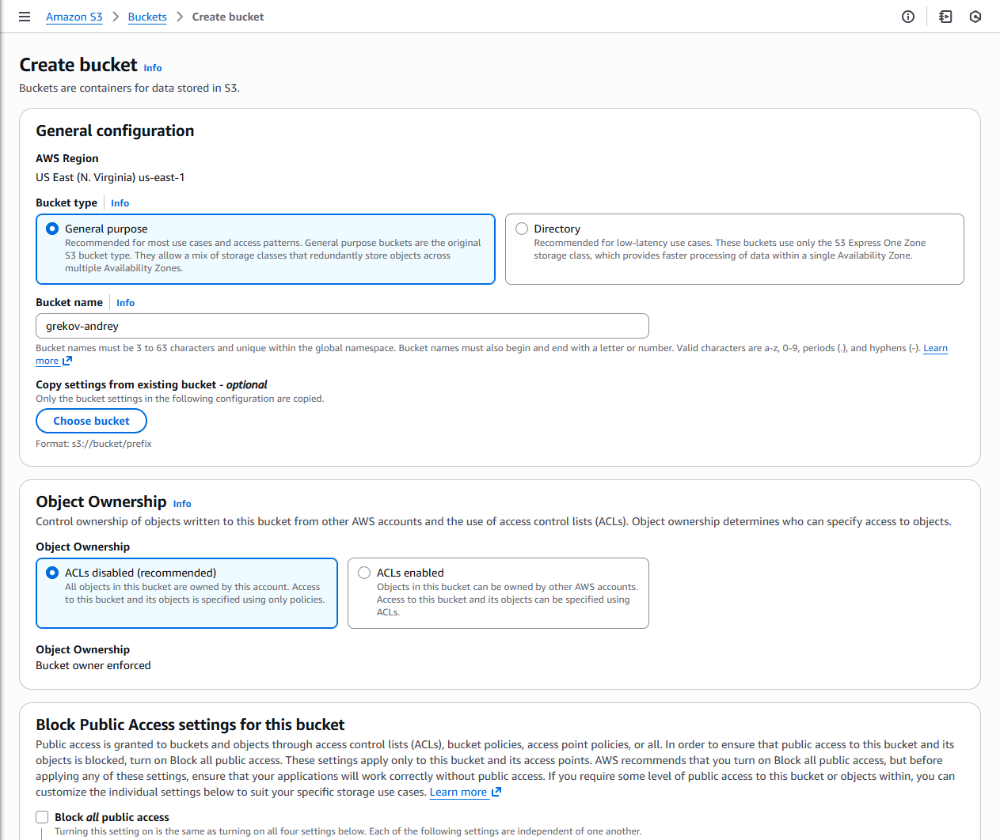 Amazon S3 > Buckets > Create bucket
Create bucket Info
Buckets are containers for data stored in S3.
General configuration
AWS Region
US East (N. Virginia) us-east-1
Bucket type Info
General purpose
Recommended for most use cases and access patterns. General purpose buckets are the original
S3 bucket type. They allow a mix of storage classes that redundantly store objects across
multiple Availability Zones.
Directory
Recommended for low-latency use cases. These buckets use only the S3 Express One Zone
storage class, which provides faster processing of data within a single Availability Zone.
Bucket name Info
grekov-andrey
Bucket names must be 3 to 63 characters and unique within the global namespace. Bucket names must also begin and end with a letter or number. Valid characters are a-z, 0-9, periods (.), and hyphens (-). Learn
more
Copy settings from existing bucket - optional
Only the bucket settings in the following configuration are copied.
Choose bucket
Format: s3://bucket/prefix
Object Ownership Info
Control ownership of objects written to this bucket from other AWS accounts and the use of access control lists (ACLs). Object ownership determines who can specify access to objects.
Object Ownership
ACLs disabled (recommended)
All objects in this bucket are owned by this account. Access
to this bucket and its objects is specified using only policies.
ACLs enabled
Objects in this bucket can be owned by other AWS accounts.
Access to this bucket and its objects can be specified using
ACLs.
Object Ownership
Bucket owner enforced
Block Public Access settings for this bucket
Public access is granted to buckets and objects through access control lists (ACLs), bucket policies, access point policies, or all. In order to ensure that public access to this bucket and its
objects is blocked, turn on Block all public access. These settings apply only to this bucket and its access points. AWS recommends that you turn on Block all public access, but before
applying any of these settings, ensure that your applications will work correctly without public access. If you require some level of public access to this bucket or objects within, you can
customize the individual settings below to suit your specific storage use cases. Learn more
Block all public access
Turning this setting on is the same as turning on all four settings below. Each of the following settings are independent of one another.